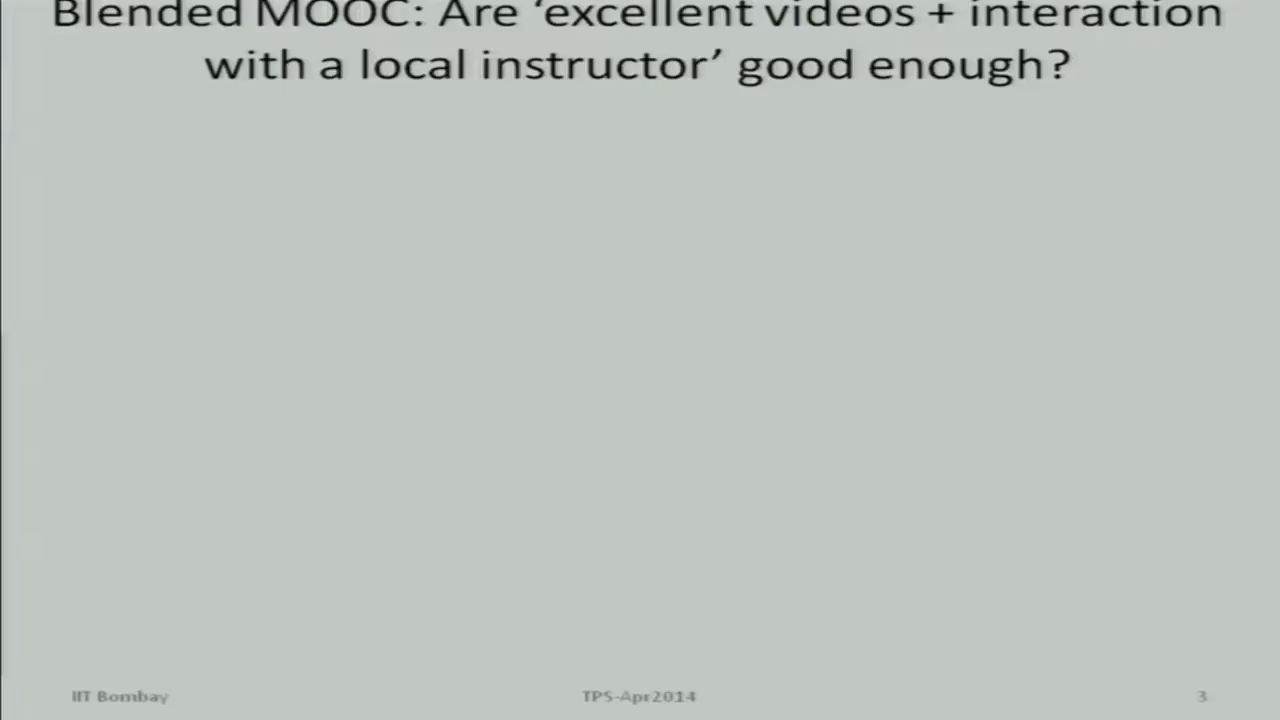 Blended MOOC: Are ‘excellent videos + interaction
with a local instructor’ good enough?
IIT Bombay
TPS-Apr2014
3